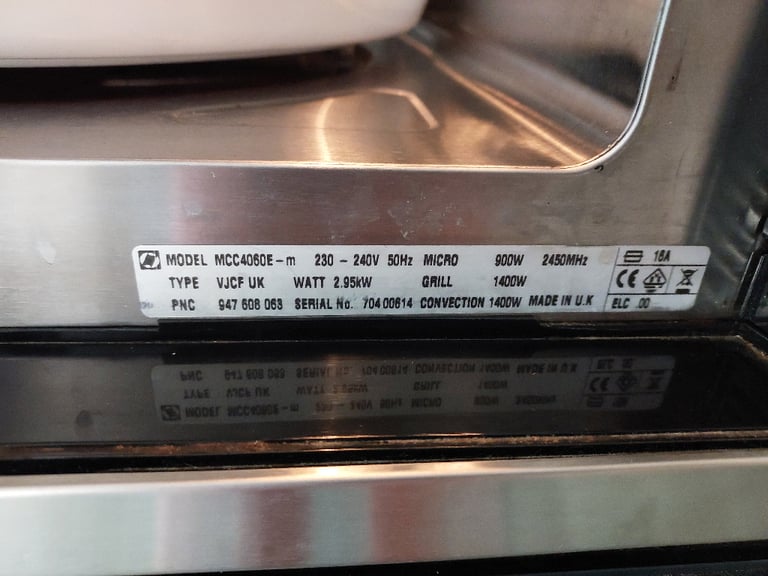 MODEL MCC4060E-m 230 - 240V 50Hz MICRO 900W 2450MHz 16A
TYPE VJCF UK WATT 2.95kW GRILL 1400W CE
PNC 947 608 063 SERIAL No. 704 00614 CONVECTION 1400W MADE IN U.K ELC .00